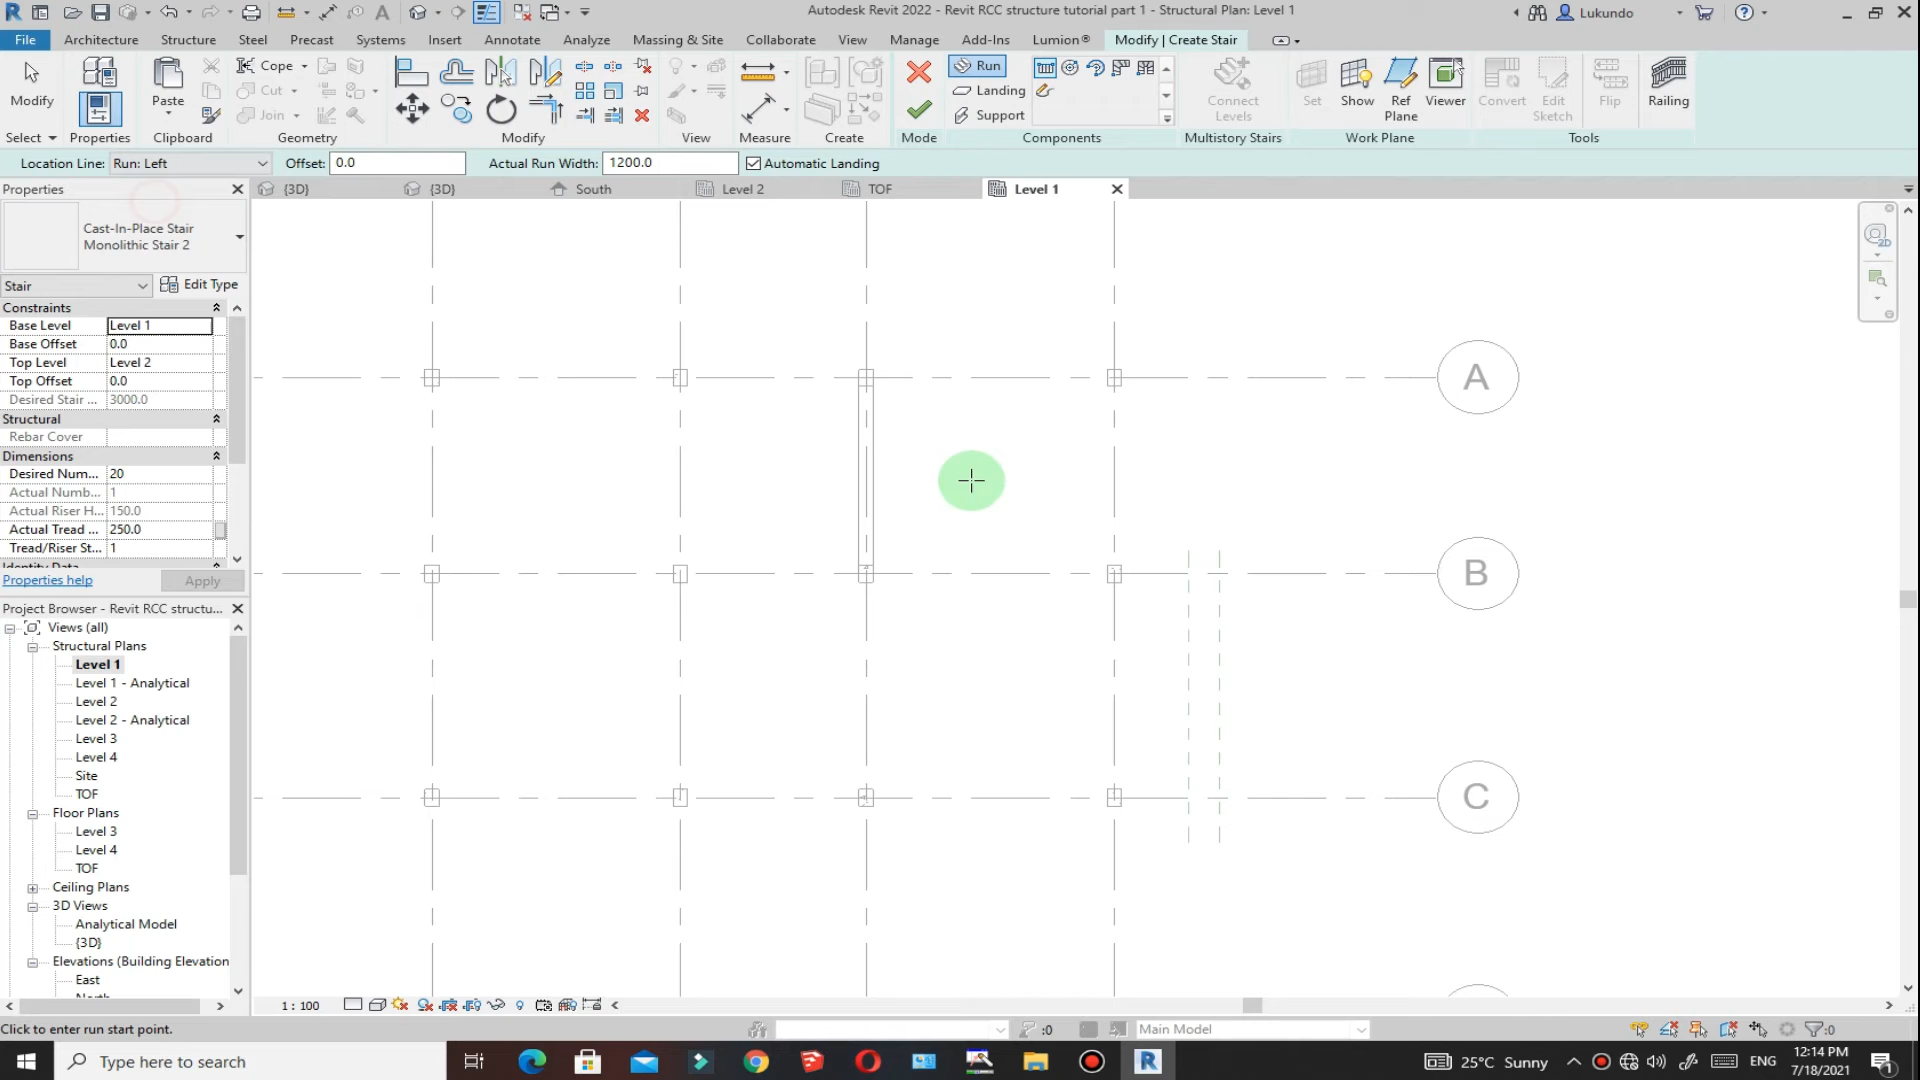 Autodesk Revit 2022 - Revit RCC structure tutorial part 1 - Structural Plan: Level 1
Lukundo
File Architecture Structure Steel Precast Systems Insert Annotate Analyze Massing & Site Collaborate View Manage Add-Ins Lumion® Modify | Create Stair
Modify Paste Cope Cut Join Run Landing Support Connect Levels Set Show Ref Plane Viewer Convert Edit Sketch Flip Railing
Select Properties Clipboard Geometry Modify View Measure Create Mode Components Multistory Stairs Work Plane Tools
Location Line: Run: Left Offset: 0.0 Actual Run Width: 1200.0 Automatic Landing
Properties
{3D} {3D} South Level 2 TOF Level 1
Cast-In-Place Stair
Monolithic Stair 2
Stair Edit Type
Constraints
Base Level Level 1
Base Offset 0.0
Top Level Level 2
Top Offset 0.0
Desired Stair ... 3000.0
Structural
Rebar Cover
Dimensions
Desired Num... 20
Actual Numb... 1
Actual Riser H... 150.0
Actual Tread ... 250.0
Tread/Riser St... 1
Identity Data
Properties help Apply
Project Browser - Revit RCC structu...
Views (all)
Structural Plans
Level 1
Level 1 - Analytical
Level 2
Level 2 - Analytical
Level 3
Level 4
Site
TOF
Floor Plans
Level 3
Level 4
TOF
Ceiling Plans
3D Views
Analytical Model
{3D}
Elevations (Building Elevation
East
North
A
B
C
1 : 100
Click to enter run start point.
:0 Main Model :0
Type here to search
25°C Sunny ENG 12:14 PM
7/18/2021